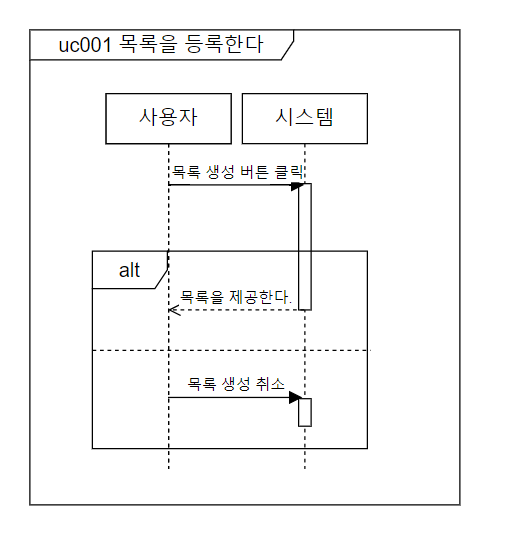 uc001 목록을 등록한다
사용자
시스템
목록 생성 버튼 클릭
alt
목록을 제공한다.
목록 생성 취소